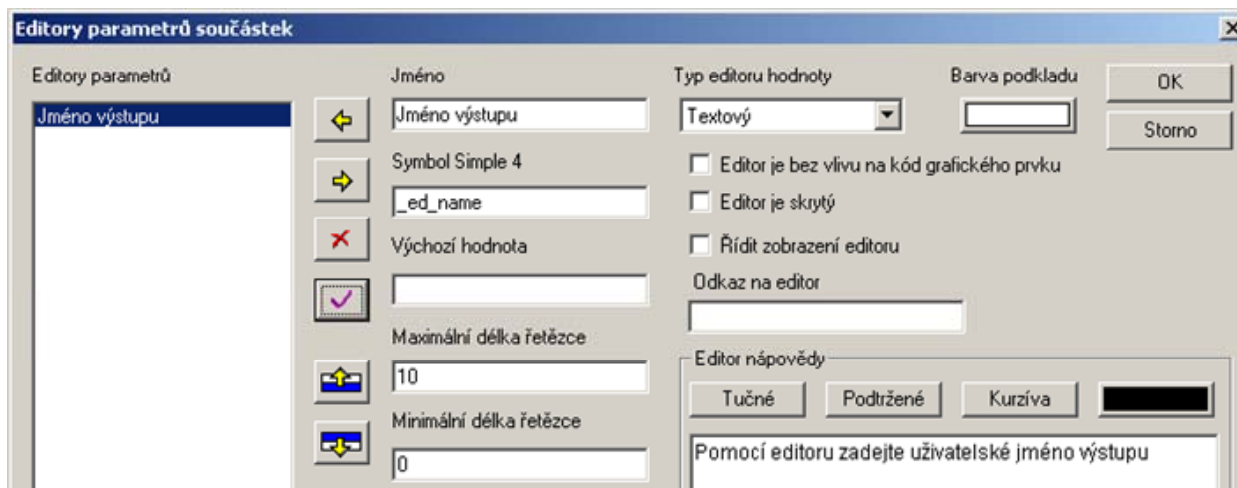 Editory parametrů součástek
Editory parametrů
Jméno výstupu
Jméno
Jméno výstupu
Symbol Simple 4
_ed_name
Výchozí hodnota
Maximální délka řetězce
10
Minimální délka řetězce
0
Typ editoru hodnoty
Textový
Barva podkladu
OK
Storno
Editor je bez vlivu na kód grafického prvku
Editor je skrytý
Řídit zobrazení editoru
Odkaz na editor
Editor nápovědy
Tučné
Podtržené
Kurzíva
Pomocí editoru zadejte uživatelské jméno výstupu